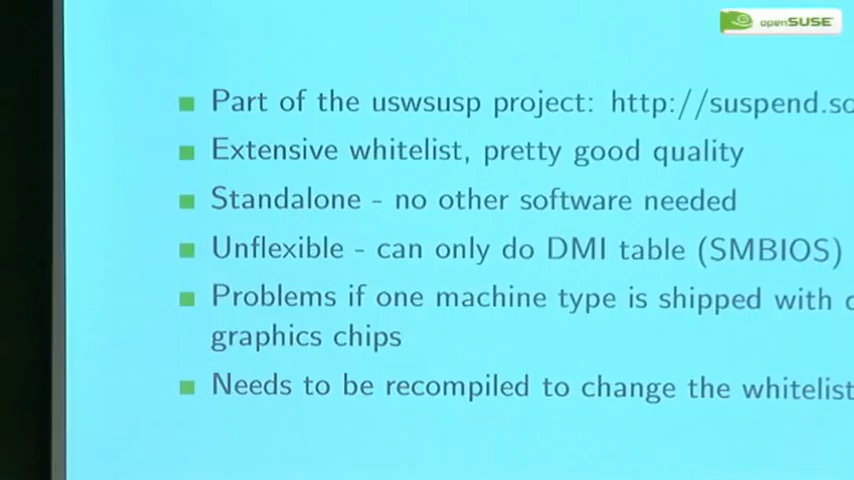 openSUSE
Part of the uswsusp project: http://suspend.so
Extensive whitelist, pretty good quality
Standalone - no other software needed
Unflexible - can only do DMI table (SMBIOS)
Problems if one machine type is shipped with
graphics chips
Needs to be recompiled to change the whitelist